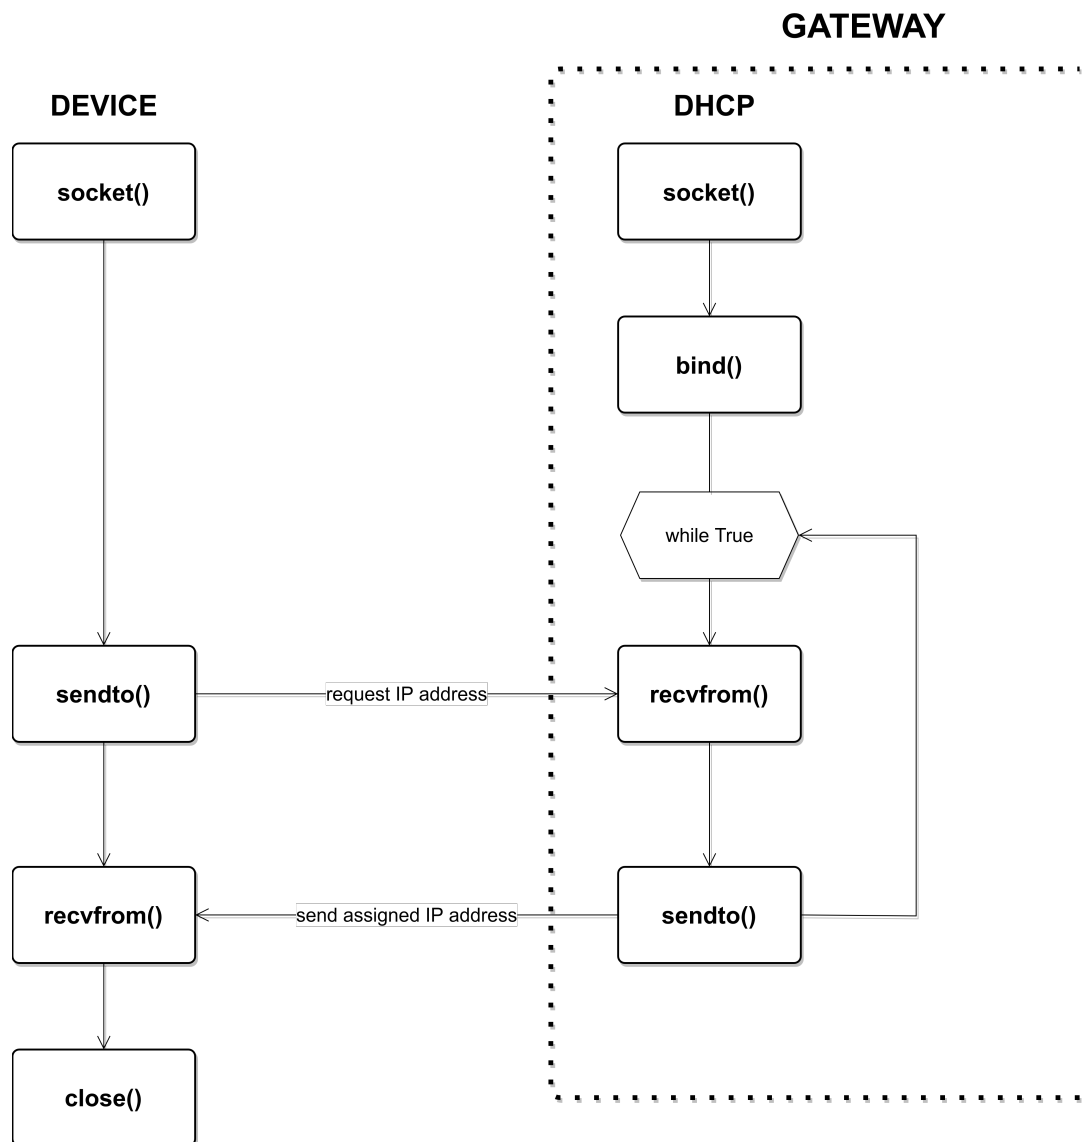 GATEWAY
DEVICE
DHCP
socket()
socket()
bind()
while True
sendto()
request IP address
recvfrom()
recvfrom()
send assigned IP address
sendto()
close()